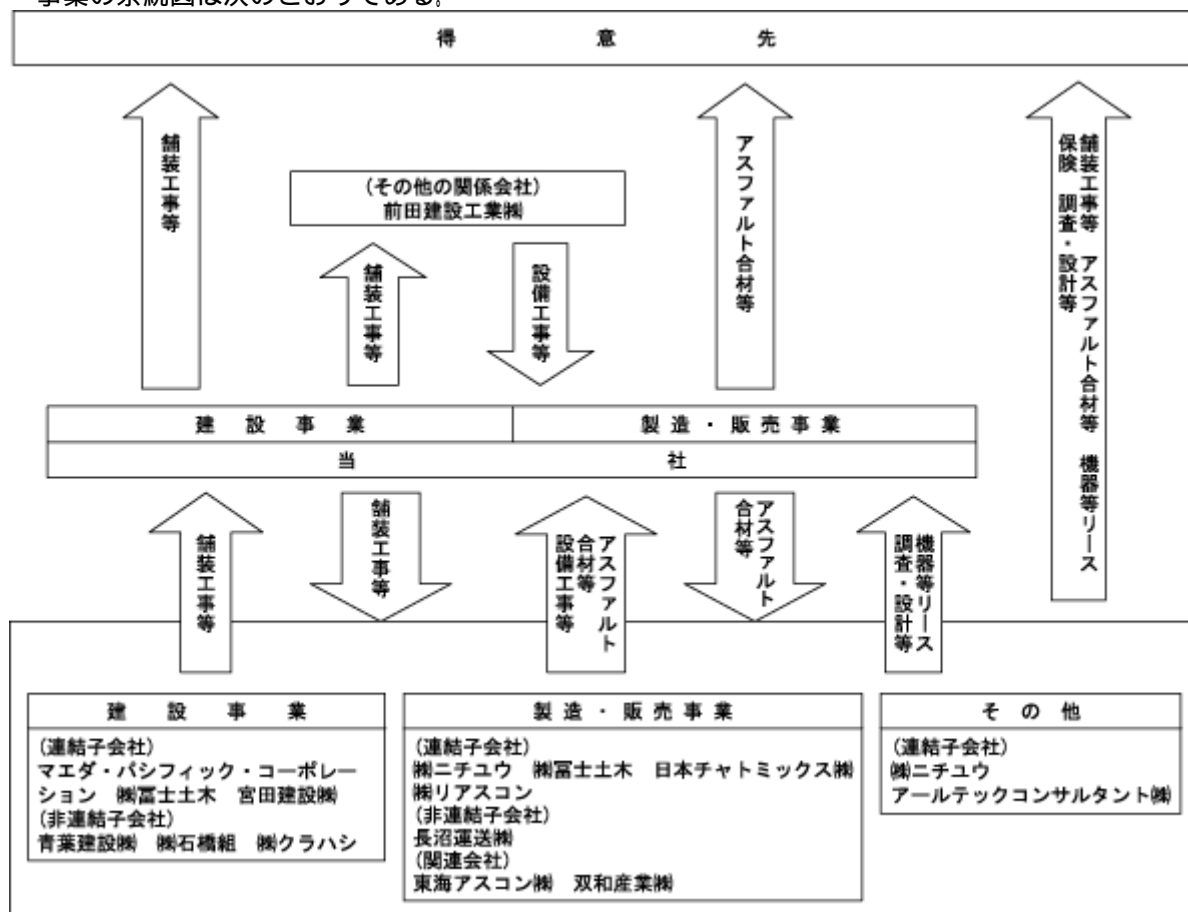 事業の系統図は次のとおりである。
得意先
舗装工事等
(その他の関係会社)
前田建設工業㈱
舗装工事等
設備工事等
アスファルト合材等
舗装工事等 アスファルト合材等 機器等リース
保険 調査・設計等
建設事業
製造・販売事業
当社
舗装工事等
舗装工事等
アスファルト
合材等
設備工事等
アスファルト
合材等
機器等リース
調査・設計等
建設事業
(連結子会社)
マエダ・パシフィック・コーポレー
ション ㈱冨士土木 宮田建設㈱
(非連結子会社)
青葉建設㈱ ㈱石橋組 ㈱クラハシ
製造・販売事業
(連結子会社)
㈱ニチユウ ㈱冨士土木 日本チャトミックス㈱
㈱リアスコン
(非連結子会社)
長沼運送㈱
(関連会社)
東海アスコン㈱ 双和産業㈱
その他
(連結子会社)
㈱ニチユウ
アールテックコンサルタント㈱